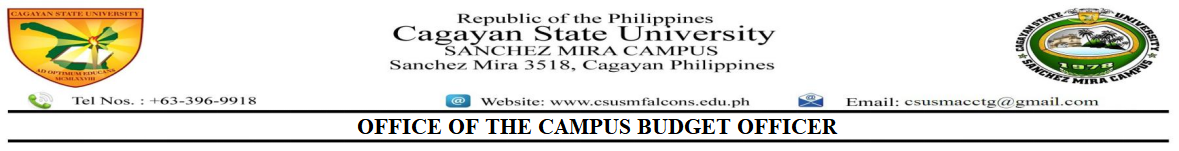 CAGAYAN STATE UNIVERSITY
AD OPTIMUM EDUCANS
MCMLXXVIII
Republic of the Philippines
Cagayan State University
SANCHEZ MIRA CAMPUS
Sanchez Mira 3518, Cagayan Philippines
CAGAYAN STATE UNIVERSITY
1978
SANCHEZ MIRA CAMPUS
Tel Nos. : +63-396-9918
Website: www.csusmfalcons.edu.ph
Email: csusmacctg@gmail.com
OFFICE OF THE CAMPUS BUDGET OFFICER